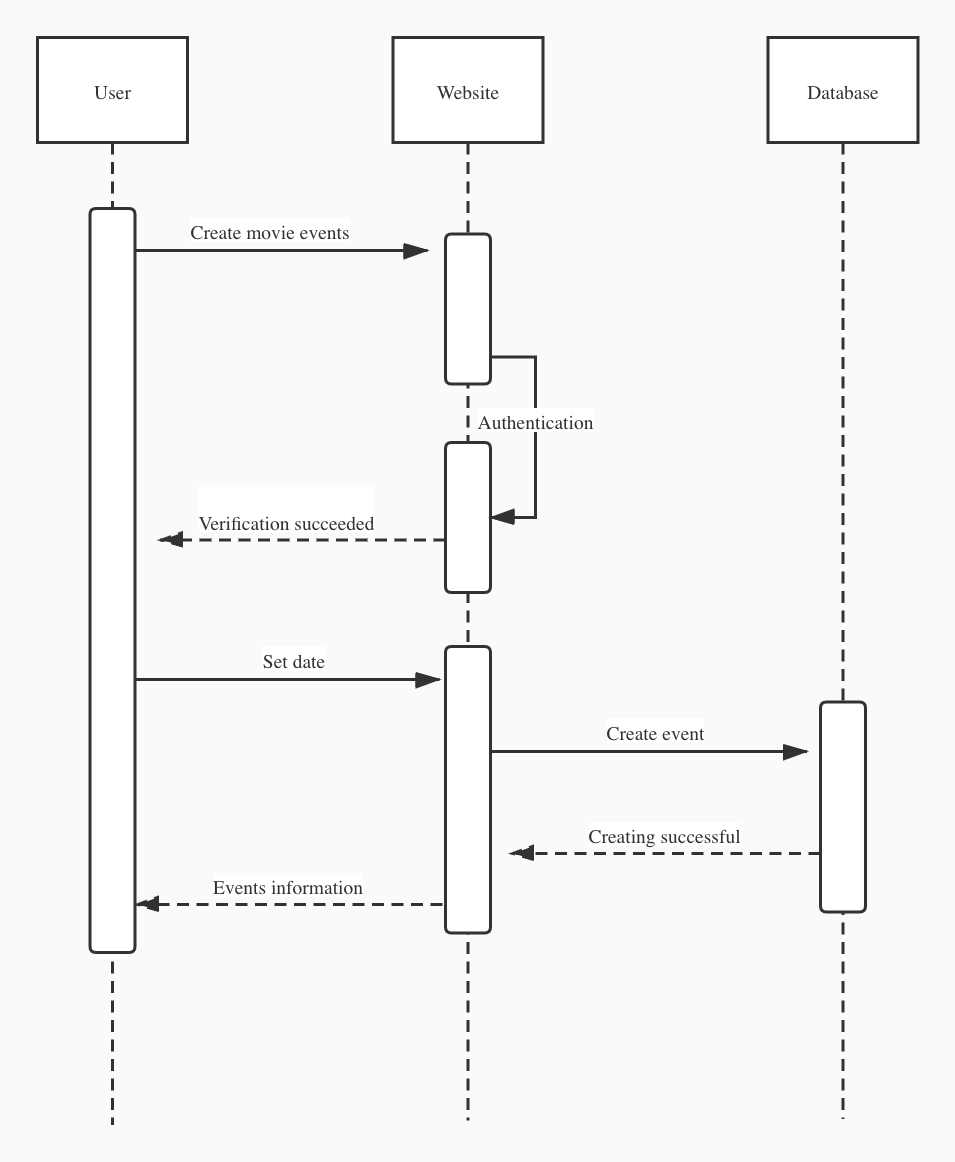 User
Website
Database
Create movie events
Authentication
Verification succeeded
Set date
Create event
Creating successful
Events information